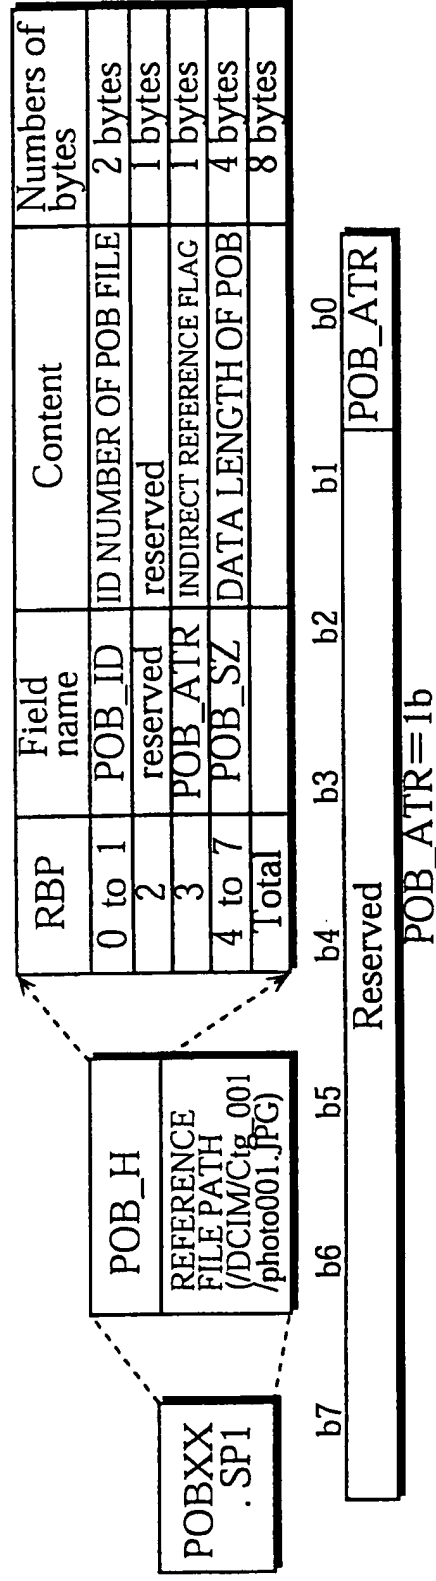 POBXX
. SP1
POB_H
REFERENCE
FILE PATH
(/DCIM/Ctg_001
/photo001.JPG)
RBP
Field
name
Content
Numbers of
bytes
0 to 1
POB_ID
ID NUMBER OF POB FILE
2 bytes
2
reserved
reserved
1 bytes
3
POB_ATR
INDIRECT REFERENCE FLAG
1 bytes
4 to 7
POB_SZ
DATA LENGTH OF POB
4 bytes
Total
8 bytes
b7
b6
b5
b4
b3
b2
b1
b0
Reserved
POB_ATR
POB_ATR=1b